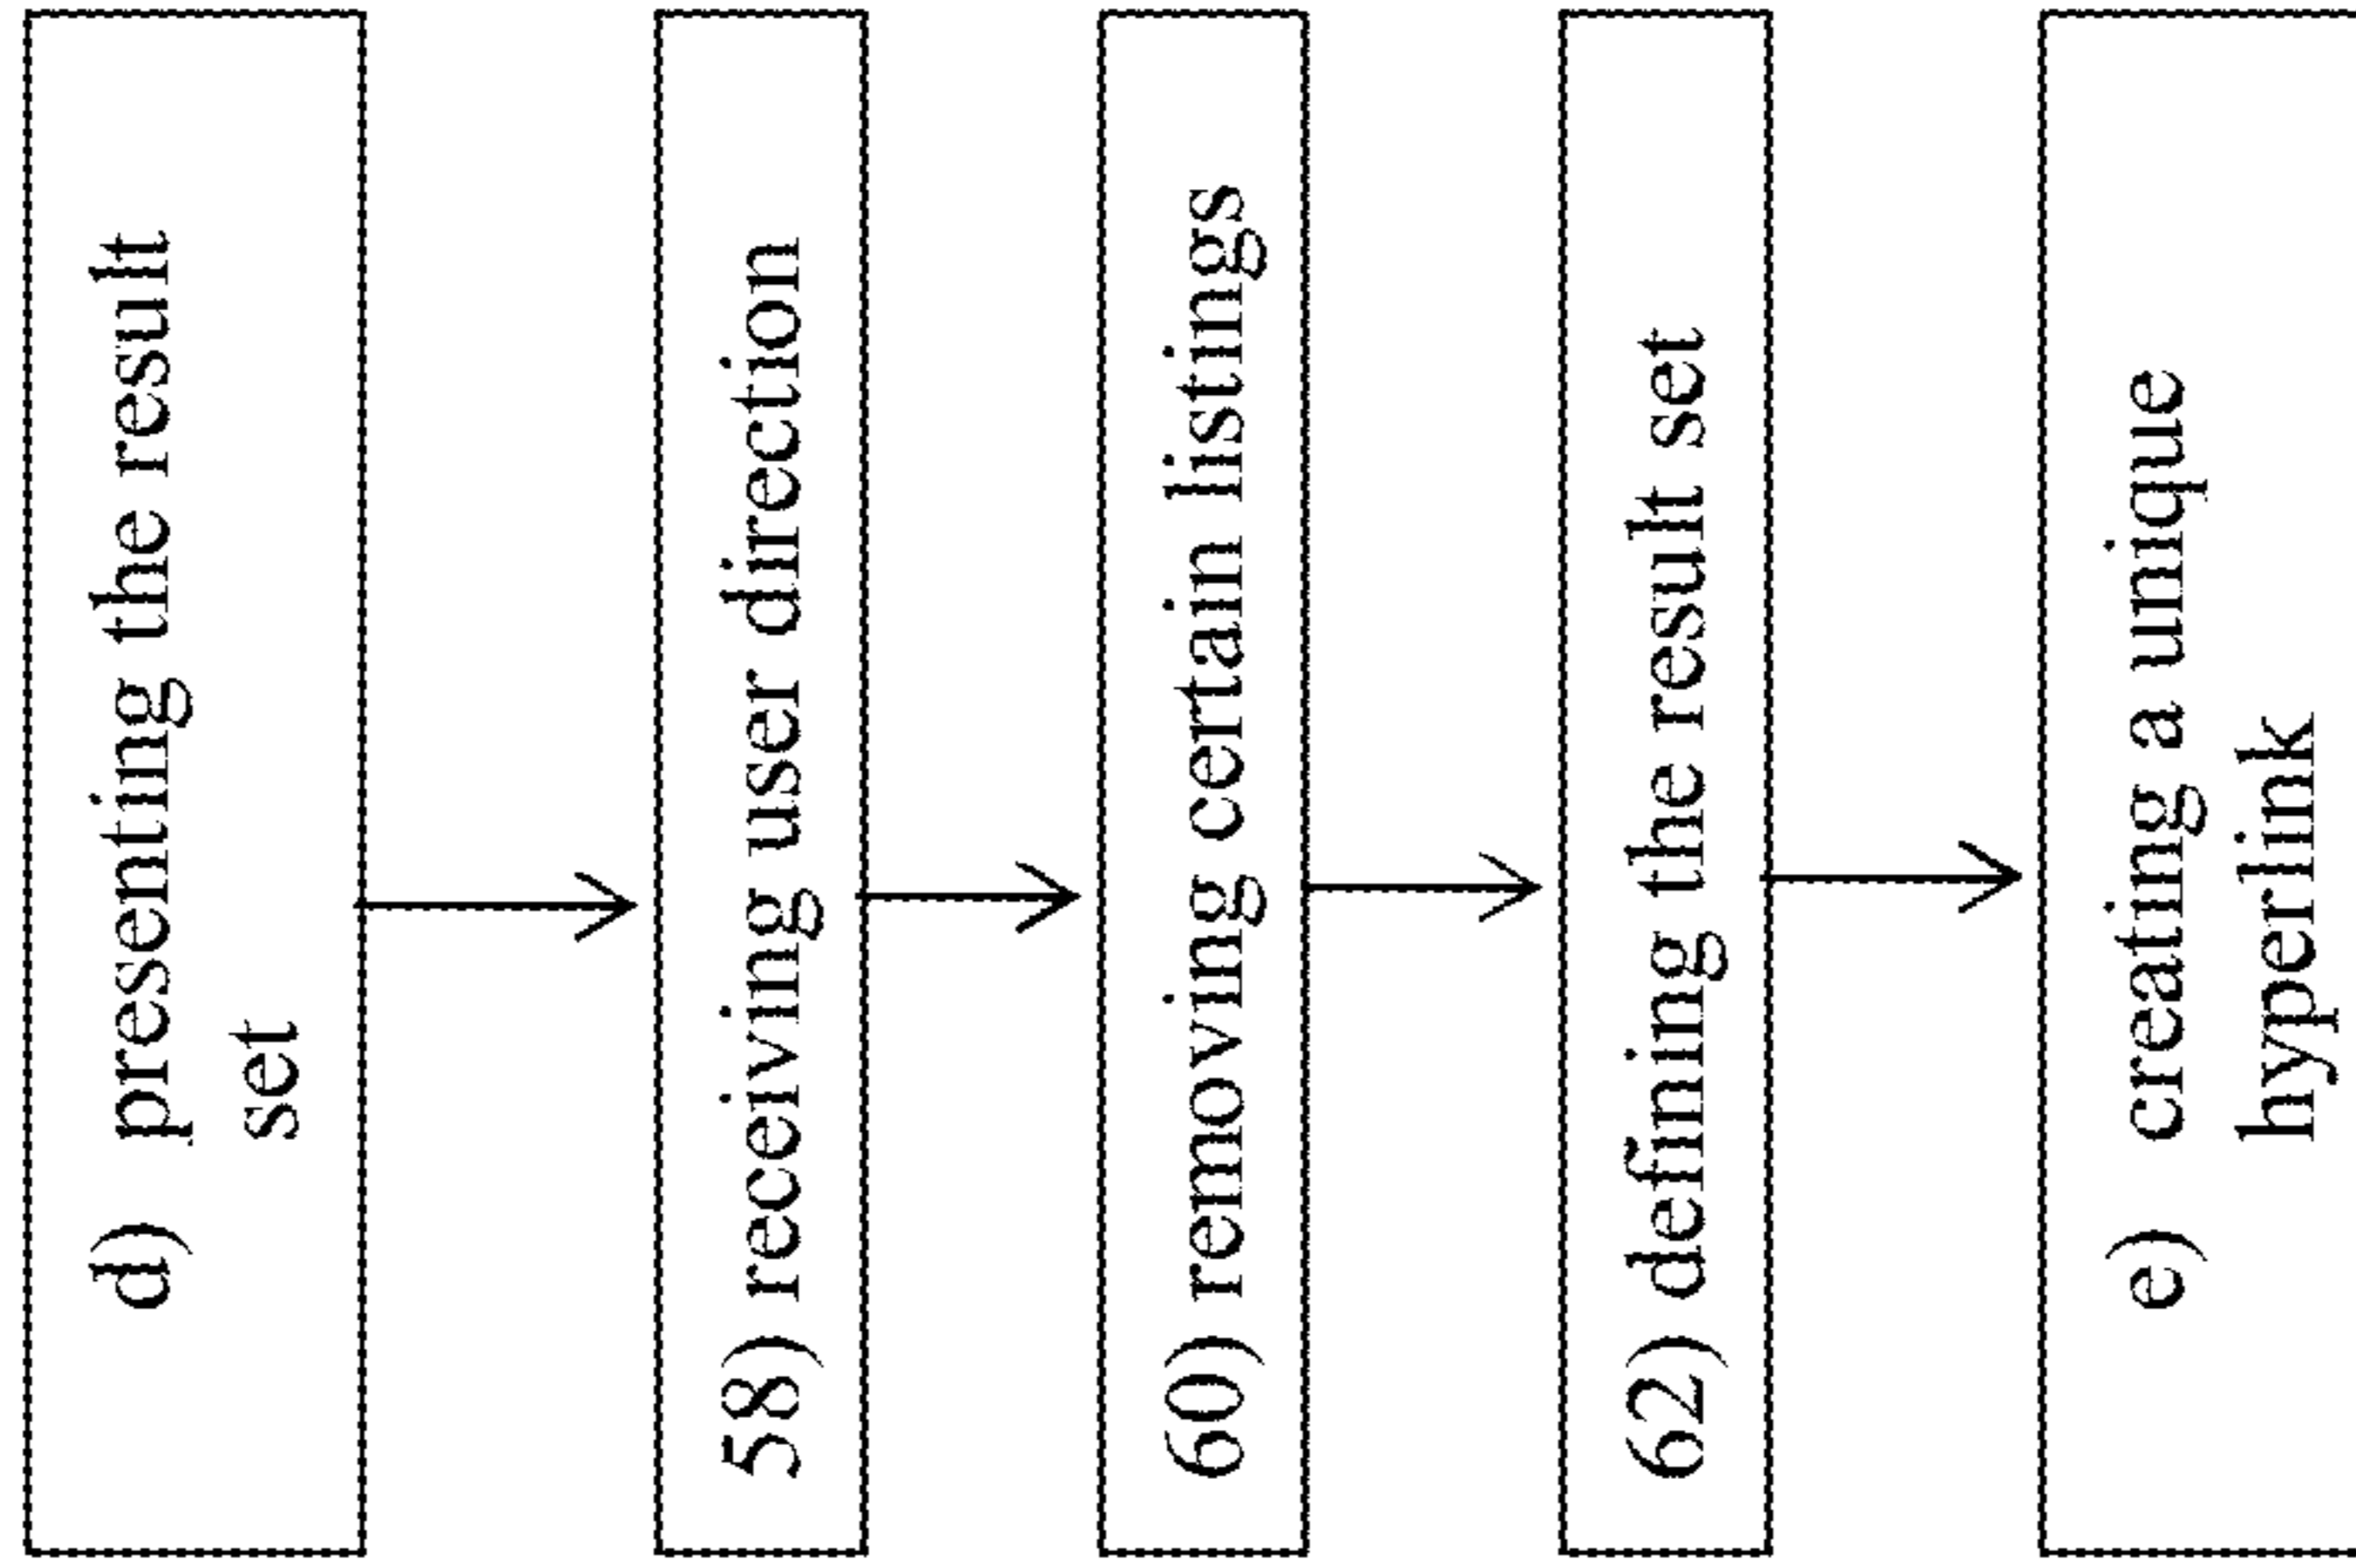 d) presenting the result
set
58) receiving user direction
60) removing certain listings
62) defining the result set
e) creating a unique
hyperlink